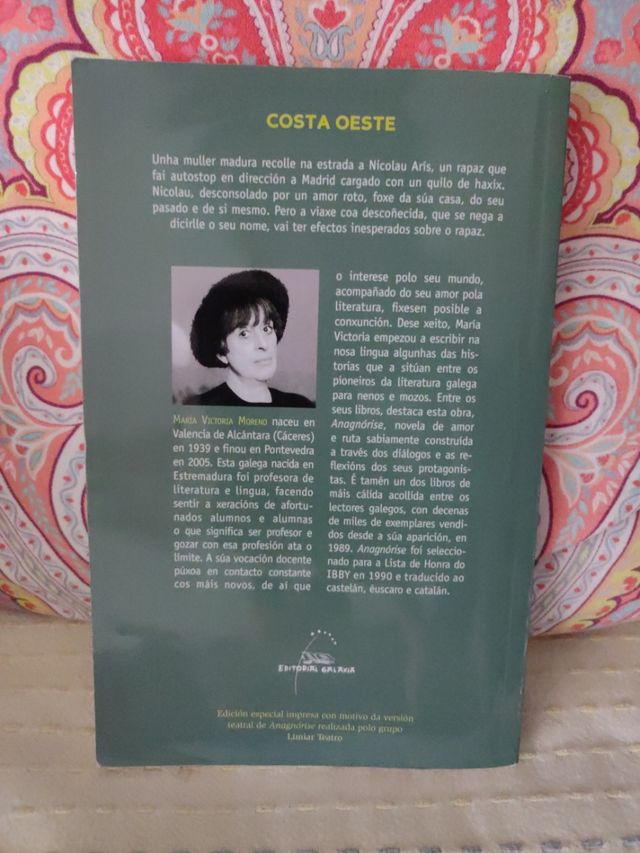 COSTA OESTE
Unha muller madura recolle na estrada a Nicolau Arís, un rapaz que
fai autostop en dirección a Madrid cargado con un quilo de haxix.
Nicolau, desconsolado por un amor roto, foxe da súa casa, do seu
pasado e de si mesmo. Pero a viaxe coa descoñecida, que se nega a
dicirlle o seu nome, vai ter efectos inesperados sobre o rapaz.
María Victoria Moreno naceu en
Valencia de Alcántara (Cáceres)
en 1939 e finou en Pontevedra
en 2005. Esta galega nacida en
Estremadura foi profesora de
literatura e lingua, facendo
sentir a xeracións de afortu-
nados alumnos e alumnas
o que significa ser profesor e
gozar con esa profesión ata o
límite. A súa vocación docente
púxoa en contacto constante
cos máis novos, de aí que
o interese polo seu mundo,
acompañado do seu amor pola
literatura, fixesen posible a
conxunción. Dese xeito, María
Victoria empezou a escribir na
nosa lingua algunhas das his-
torias que a sitúan entre os
pioneiros da literatura galega
para nenos e mozos. Entre os
seus libros, destaca esta obra,
Anagnórise, novela de amor
e ruta sabiamente construída
a través dos diálogos e as re-
flexións dos seus protagonis-
tas. É tamén un dos libros de
máis cálida acollida entre os
lectores galegos, con decenas
de miles de exemplares vendi-
dos desde a súa aparición, en
1989. Anagnórise foi seleccio-
nado para a Lista de Honra do
IBBY en 1990 e traducido ao
castelán, éuscaro e catalán.
EDITORIAL GALAXIA
Edición especial impresa con motivo da versión
teatral de Anagnórise realizada polo grupo
Limiar Teatro